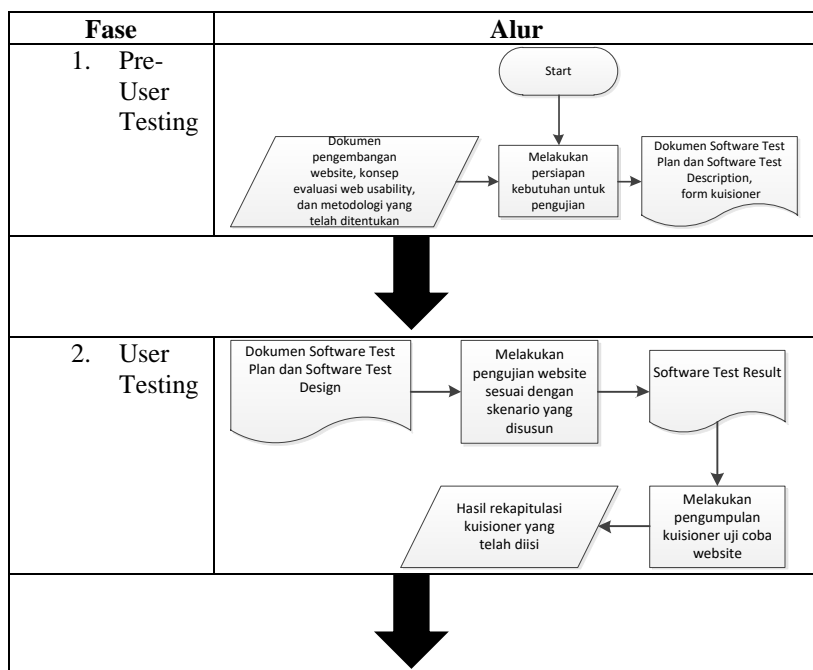 Fase
Alur
1. Pre-
User
Testing
Start
Dokumen
pengembangan
website, konsep
evaluasi web usability,
dan metodologi yang
telah ditentukan
Melakukan
persiapan
kebutuhan untuk
pengujian
Dokumen Software Test
Plan dan Software Test
Description,
form kuisioner
2. User
Testing
Dokumen Software Test
Plan dan Software Test
Design
Melakukan
pengujian website
sesuai dengan
skenario yang
disusun
Software Test Result
Melakukan
pengumpulan
kuisioner uji coba
website
Hasil rekapitulasi
kuisioner yang
telah diisi